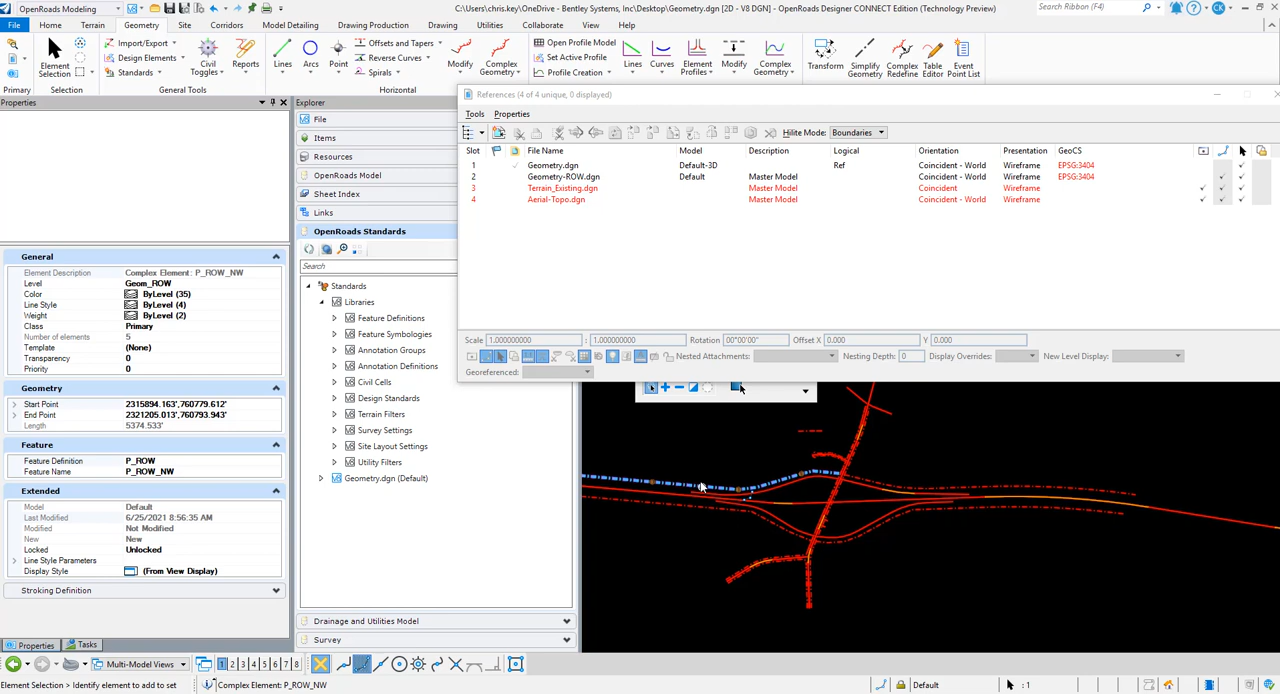 OpenRoads Modeling
C:\Users\chris.key\OneDrive - Bentley Systems, Inc\Desktop\Geometry.dgn [2D - V8 DGN] - OpenRoads Designer CONNECT Edition (Technology Preview)
Search Ribbon (F4)
CK
File Home Terrain Geometry Site Corridors Model Detailing Drawing Production Drawing Utilities Collaborate View Help
Element Selection
Import/Export
Design Elements
Standards
Civil Toggles
Reports
Lines
Arcs
Point
Offsets and Tapers
Reverse Curves
Spirals
Modify
Complex Geometry
Open Profile Model
Set Active Profile
Profile Creation
Lines
Curves
Element Profiles
Modify
Complex Geometry
Transform
Simplify Geometry
Complex Redefine
Table Editor
Event Point List
Primary Selection General Tools Horizontal
Properties
Explorer
File
Items
Resources
OpenRoads Model
Sheet Index
Links
OpenRoads Standards
Search
Standards
Libraries
Feature Definitions
Feature Symbologies
Annotation Groups
Annotation Definitions
Civil Cells
Design Standards
Terrain Filters
Survey Settings
Site Layout Settings
Utility Filters
Geometry.dgn (Default)
Drainage and Utilities Model
Survey
General
Element Description Complex Element: P_ROW_NW
Level Geom_ROW
Color ByLevel (35)
Line Style ByLevel (4)
Weight ByLevel (2)
Class Primary
Number of elements 5
Template (None)
Transparency 0
Priority 0
Geometry
Start Point 2315894.163',760779.612'
End Point 2321205.013',760793.943'
Length 5374.533'
Feature
Feature Definition P_ROW
Feature Name P_ROW_NW
Extended
Model Default
Last Modified 6/25/2021 8:56:35 AM
Modified Not Modified
New New
Locked Unlocked
Line Style Parameters
Display Style (From View Display)
Stroking Definition
Properties Tasks
References (4 of 4 unique, 0 displayed)
Tools Properties
Hilite Mode: Boundaries
Slot File Name Model Description Logical Orientation Presentation GeoCS
1 Geometry.dgn Default-3D Ref Coincident - World Wireframe EPSG:3404
2 Geometry-ROW.dgn Default Master Model Coincident - World Wireframe EPSG:3404
3 Terrain_Existing.dgn Master Model Coincident Wireframe
4 Aerial-Topo.dgn Master Model Coincident - World Wireframe
Scale 1.000000000 : 1.000000000 Rotation 00°00'00" Offset X 0.000 Y 0.000
Nested Attachments: Nesting Depth: 0 Display Overrides: New Level Display:
Georeferenced:
Multi-Model Views 1 2 3 4 5 6 7 8
Element Selection > Identify element to add to set Complex Element: P_ROW_NW Default : 1